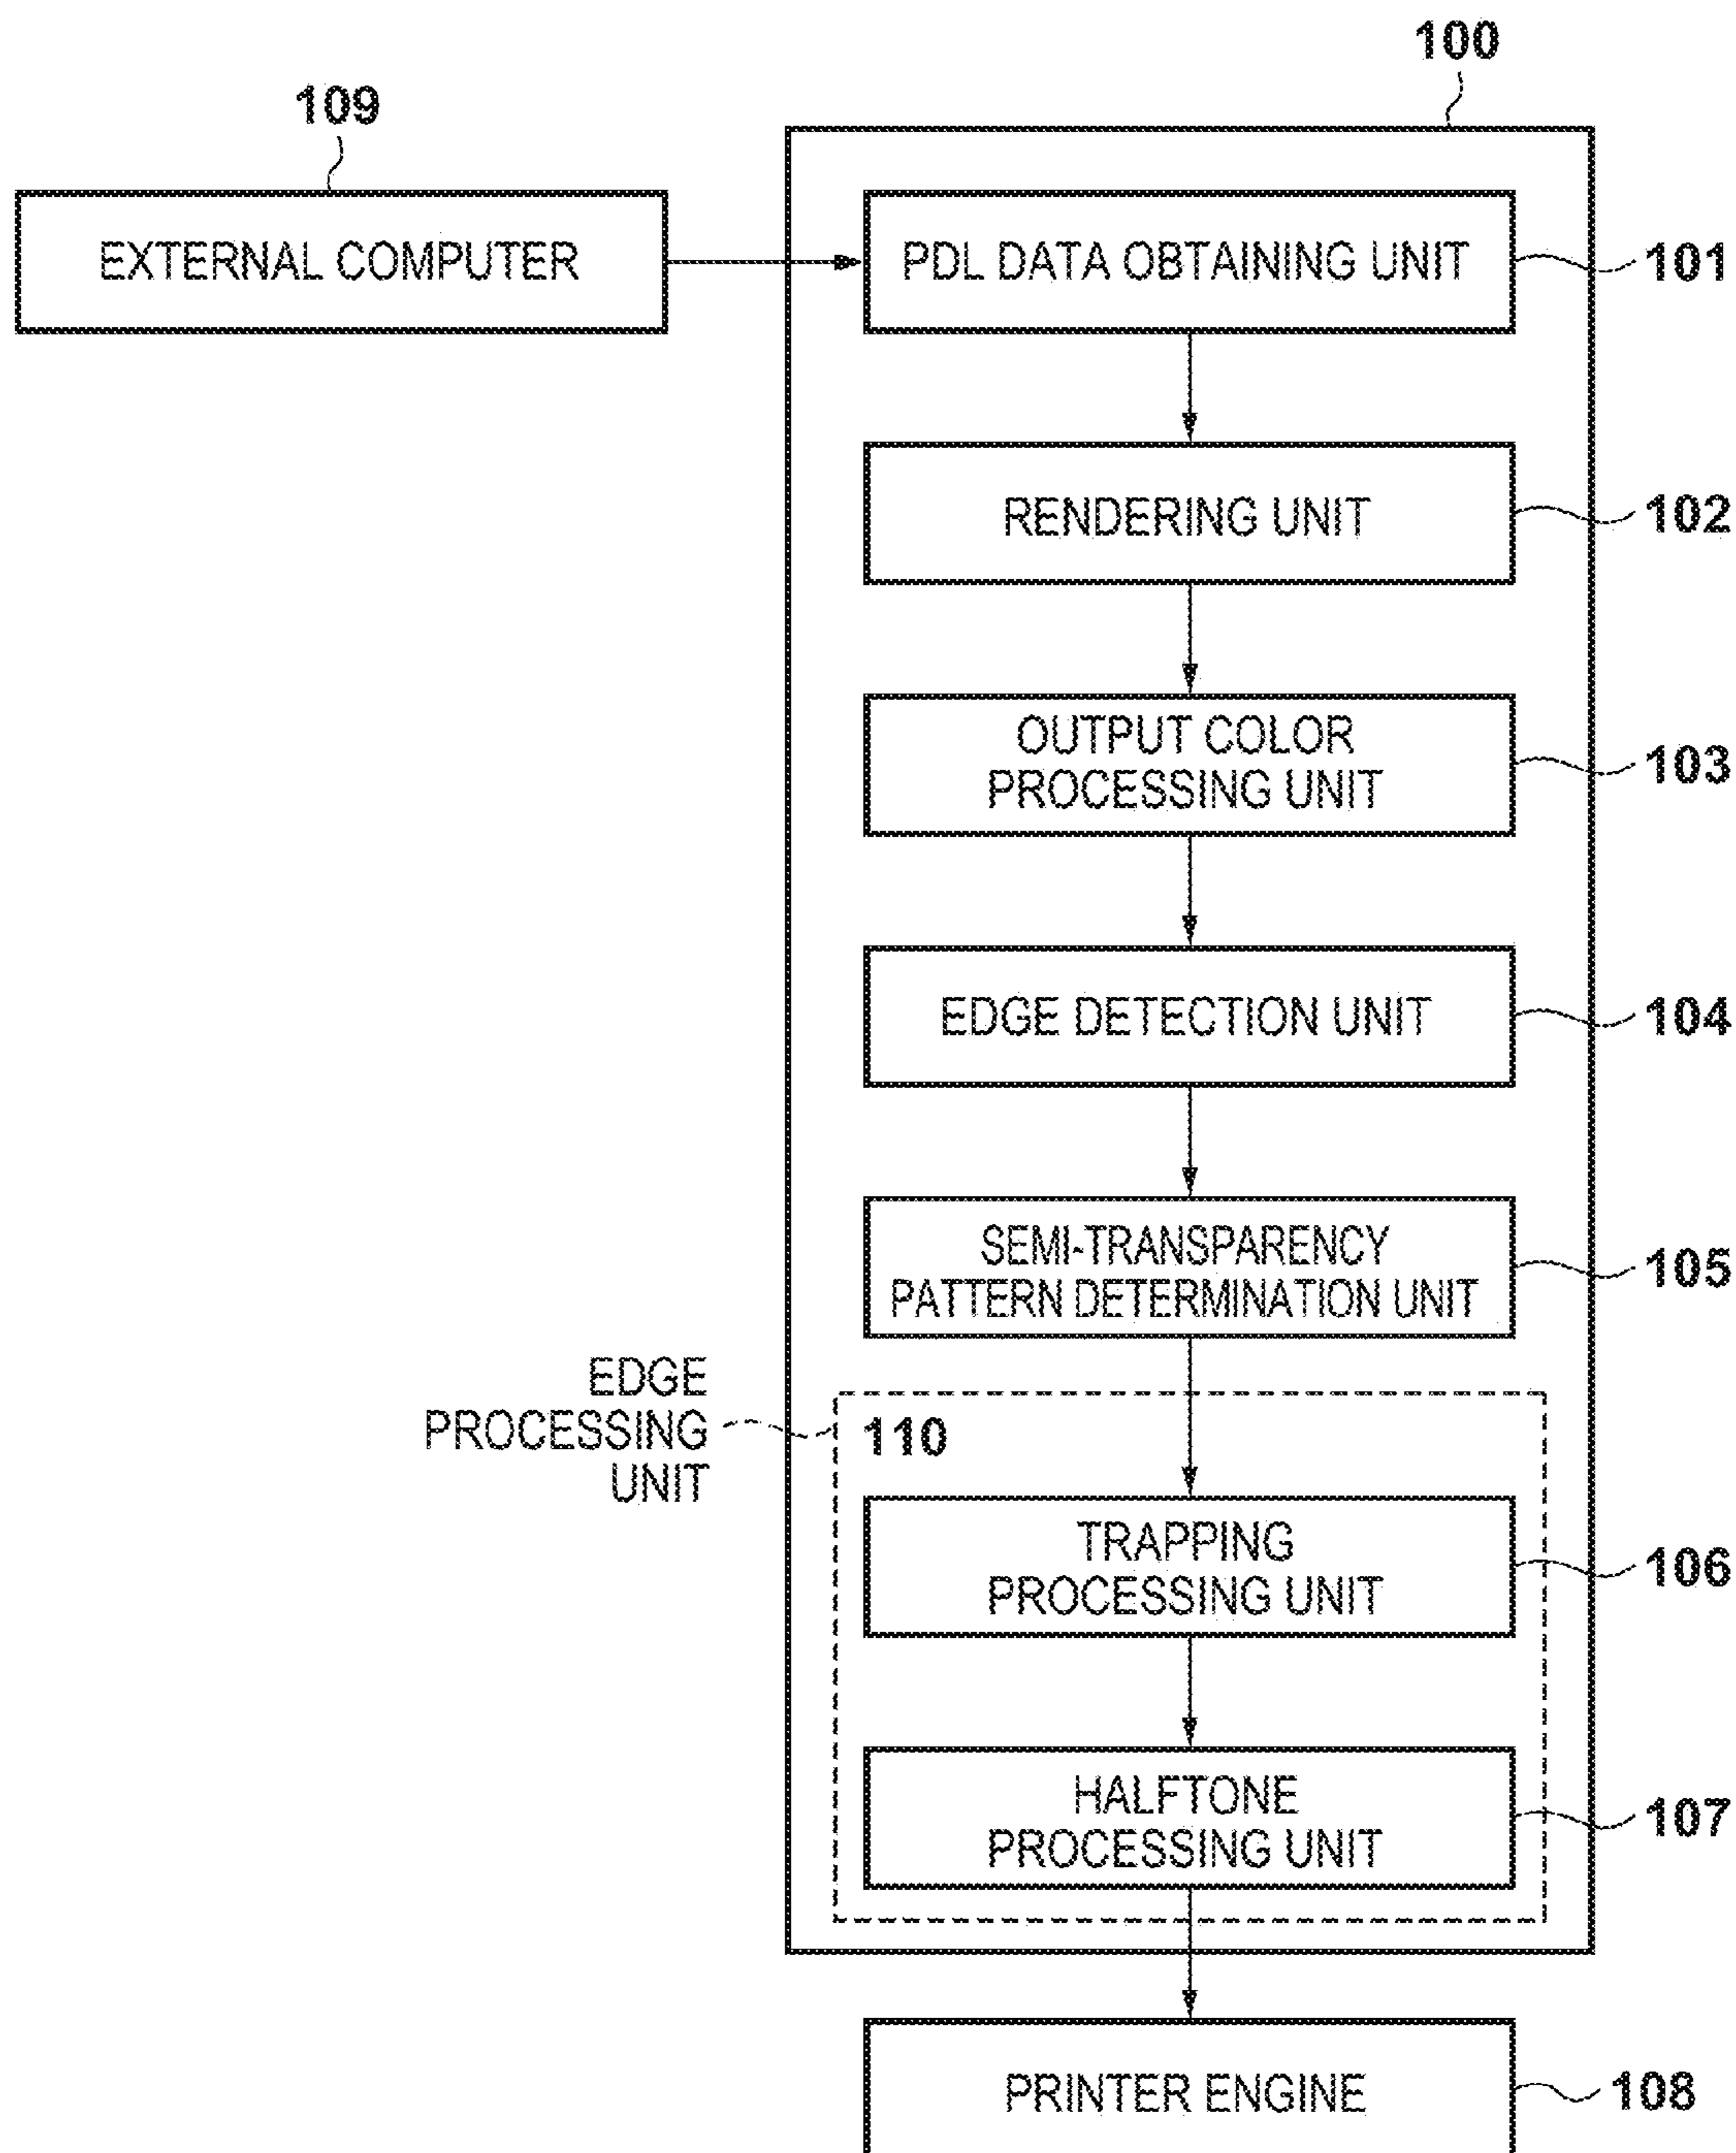 100
109
EXTERNAL COMPUTER
PDL DATA OBTAINING UNIT
101
RENDERING UNIT
102
OUTPUT COLOR
PROCESSING UNIT
103
EDGE DETECTION UNIT
104
SEMI-TRANSPARENCY
PATTERN DETERMINATION UNIT
105
EDGE
PROCESSING
UNIT
110
TRAPPING
PROCESSING UNIT
106
HALFTONE
PROCESSING UNIT
107
PRINTER ENGINE
108